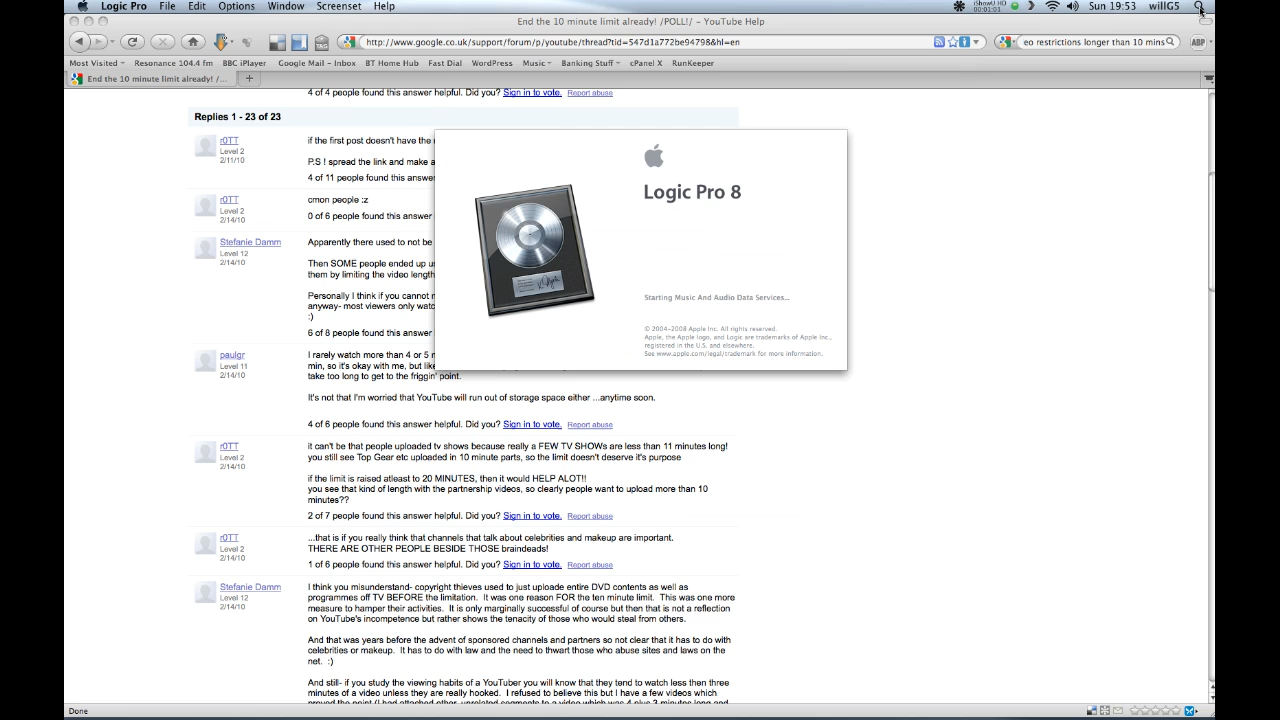 Logic Pro File Edit Options Window Screenset Help iShowU 00:01:01 Sun 19:53 willG5
End the 10 minute limit already! /POLL!/ - YouTube Help
http://www.google.co.uk/support/forum/p/youtube/thread?tid=547d1a772be94798&hl=en eo restrictions longer than 10 mins ABP
Most Visited Resonance 104.4 fm BBC iPlayer Google Mail - Inbox BT Home Hub Fast Dial WordPress Music Banking Stuff cPanel X RunKeeper
End the 10 minute limit already! /...
4 of 4 people found this answer helpful. Did you? Sign in to vote. Report abuse
Replies 1 - 23 of 23
r0TT
Level 2
2/11/10
if the first post doesn't have the
P.S ! spread the link and make a
4 of 11 people found this answer
r0TT
Level 2
2/14/10
cmon people :z
0 of 6 people found this answer
Stefanie Damm
Level 12
2/14/10
Apparently there used to not be
Then SOME people ended up us
them by limiting the video length
Personally I think if you cannot m
anyway- most viewers only watc
:)
6 of 8 people found this answer
Logic Pro 8
Starting Music And Audio Data Services...
© 2004-2008 Apple Inc. All rights reserved.
Apple, the Apple logo, and Logic are trademarks of Apple Inc.,
registered in the U.S. and elsewhere.
See www.apple.com/legal/trademark for more information.
paulgr
Level 11
2/14/10
I rarely watch more than 4 or 5 m
min, so it's okay with me, but like
take too long to get to the friggin' point.
It's not that I'm worried that YouTube will run out of storage space either ...anytime soon.
4 of 6 people found this answer helpful. Did you? Sign in to vote. Report abuse
r0TT
Level 2
2/14/10
it can't be that people uploaded tv shows because really a FEW TV SHOWs are less than 11 minutes long!
you still see Top Gear etc uploaded in 10 minute parts, so the limit doesn't deserve it's purpose
if the limit is raised atleast to 20 MINUTES, then it would HELP ALOT!!
you see that kind of length with the partnership videos, so clearly people want to upload more than 10
minutes??
2 of 7 people found this answer helpful. Did you? Sign in to vote. Report abuse
r0TT
Level 2
2/14/10
...that is if you really think that channels that talk about celebrities and makeup are important.
THERE ARE OTHER PEOPLE BESIDE THOSE braindeads!
1 of 6 people found this answer helpful. Did you? Sign in to vote. Report abuse
Stefanie Damm
Level 12
2/14/10
I think you misunderstand- copyright thieves used to just uploade entire DVD contents as well as
programmes off TV BEFORE the limitation. It was one reason FOR the ten minute limit. This was one more
measure to hamper their activities. It is only marginally successful of course but then that is not a reflection
on YouTube's incompetence but rather shows the tenacity of those who would steal from others.
And that was years before the advent of sponsored channels and partners so not clear that it has to do with
celebrities or makeup. It has to do with law and the need to thwart those who abuse sites and laws on the
net. :)
And still- if you study the viewing habits of a YouTuber you will know that they tend to watch less then three
minutes of a video unless they are really hooked. I refused to believe this but I have a few videos which
proved the point (I had attached other, unrelated segments to a video which was 4 plus 3 minutes long and
Done